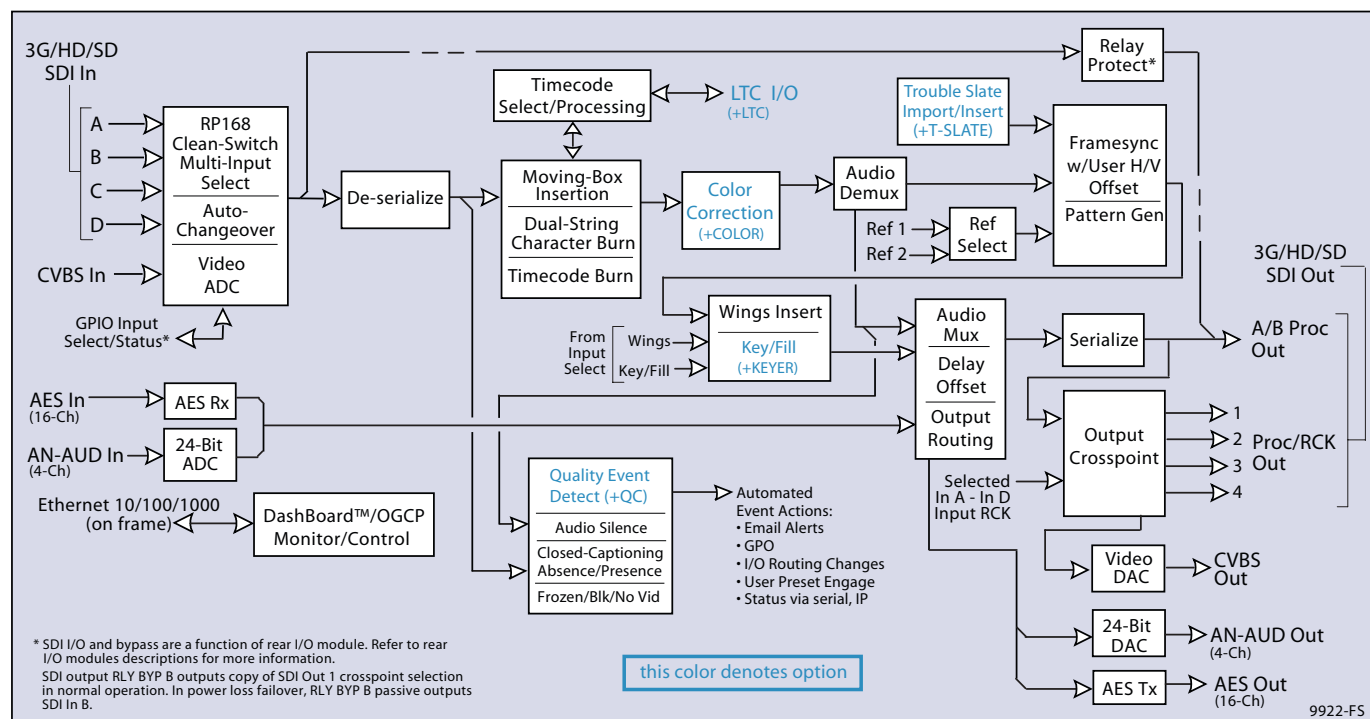 3G/HD/SD
SDI In
A
B
C
D
CVBS In
RP168
Clean-Switch
Multi-Input
Select
Auto-
Changeover
Video
ADC
GPIO Input
Select/Status*
De-serialize
Timecode
Select/Processing
LTC I/O
(+LTC)
Moving-Box
Insertion
Dual-String
Character Burn
Timecode Burn
Color
Correction
(+COLOR)
Audio
Demux
Trouble Slate
Import/Insert
(+T-SLATE)
Ref 1
Ref 2
Ref
Select
Framesync
w/User H/V
Offset
Pattern Gen
Relay
Protect*
From
Input
Select
Wings
Key/Fill
Wings Insert
Key/Fill
(+KEYER)
Audio
Mux
Delay
Offset
Output
Routing
Serialize
3G/HD/SD
SDI Out
A/B Proc
Out
AES In
(16-Ch)
AES Rx
AN-AUD In
(4-Ch)
24-Bit
ADC
Ethernet 10/100/1000
(on frame)
DashBoard™/OGCP
Monitor/Control
Quality Event
Detect (+QC)
Audio Silence
Closed-Captioning
Absence/Presence
Frozen/Blk/No Vid
Automated
Event Actions:
• Email Alerts
• GPO
• I/O Routing Changes
• User Preset Engage
• Status via serial, IP
Selected
In A - In D
Input RCK
Output
Crosspoint
1
2
3
4
Proc/RCK
Out
Video
DAC
CVBS
Out
24-Bit
DAC
AN-AUD Out
(4-Ch)
AES Tx
AES Out
(16-Ch)
* SDI I/O and bypass are a function of rear I/O module. Refer to rear
I/O modules descriptions for more information.
SDI output RLY BYP B outputs copy of SDI Out 1 crosspoint selection
in normal operation. In power loss failover, RLY BYP B passive outputs
SDI In B.
this color denotes option
9922-FS